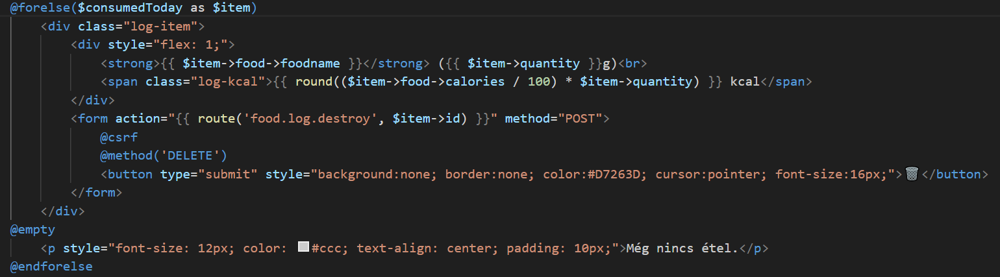 @forelse($consumedToday as $item)
    <div class="log-item">
        <div style="flex: 1;">
            <strong>{{ $item->food->foodname }}</strong> ({{ $item->quantity }}g)<br>
            <span class="log-kcal">{{ round(($item->food->calories / 100) * $item->quantity) }} kcal</span>
        </div>
        <form action="{{ route('food.log.destroy', $item->id) }}" method="POST">
            @csrf
            @method('DELETE')
            <button type="submit" style="background:none; border:none; color:#D7263D; cursor:pointer; font-size:16px;">🗑️</button>
        </form>
    </div>
@empty
    <p style="font-size: 12px; color: #ccc; text-align: center; padding: 10px;">Még nincs étel.</p>
@endforelse